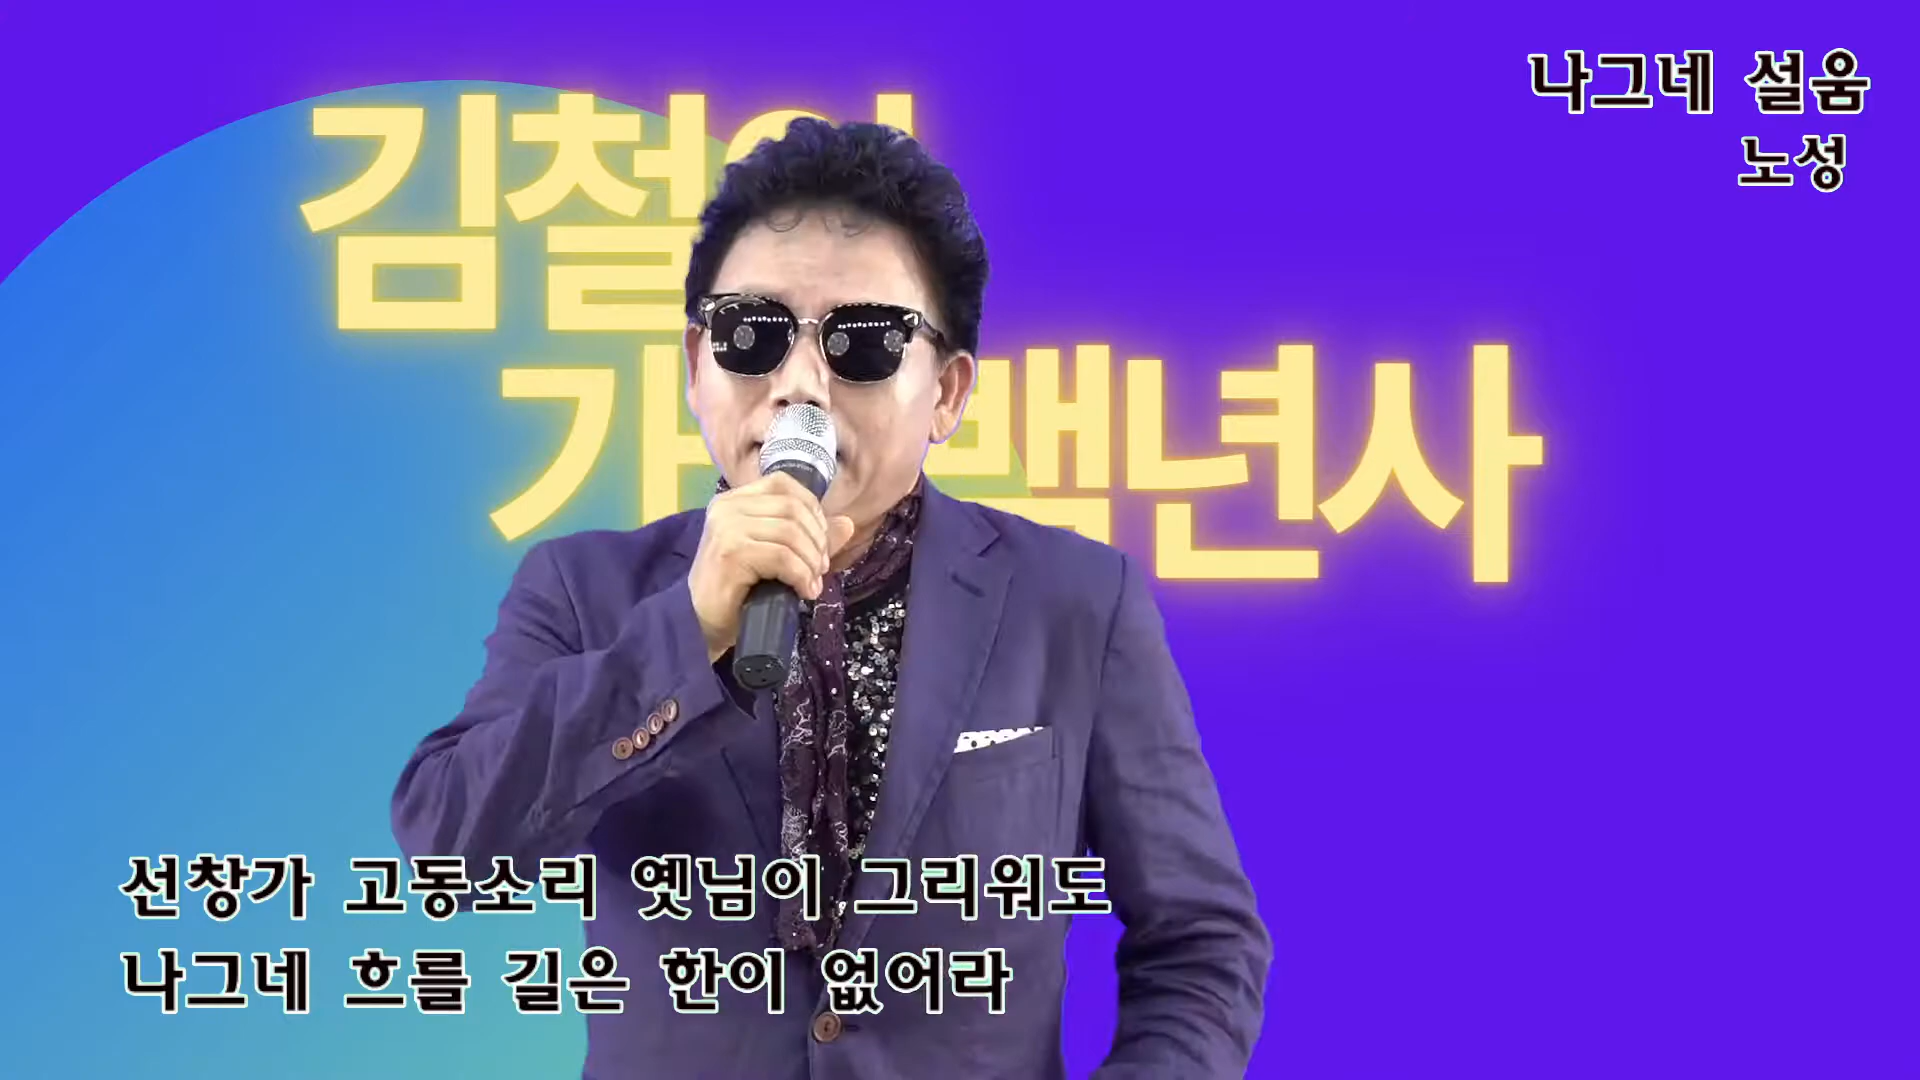 나그네 설움
노성
김철
백년사
선창가 고동소리 옛님이 그리워도
나그네 흐를 길은 한이 없어라